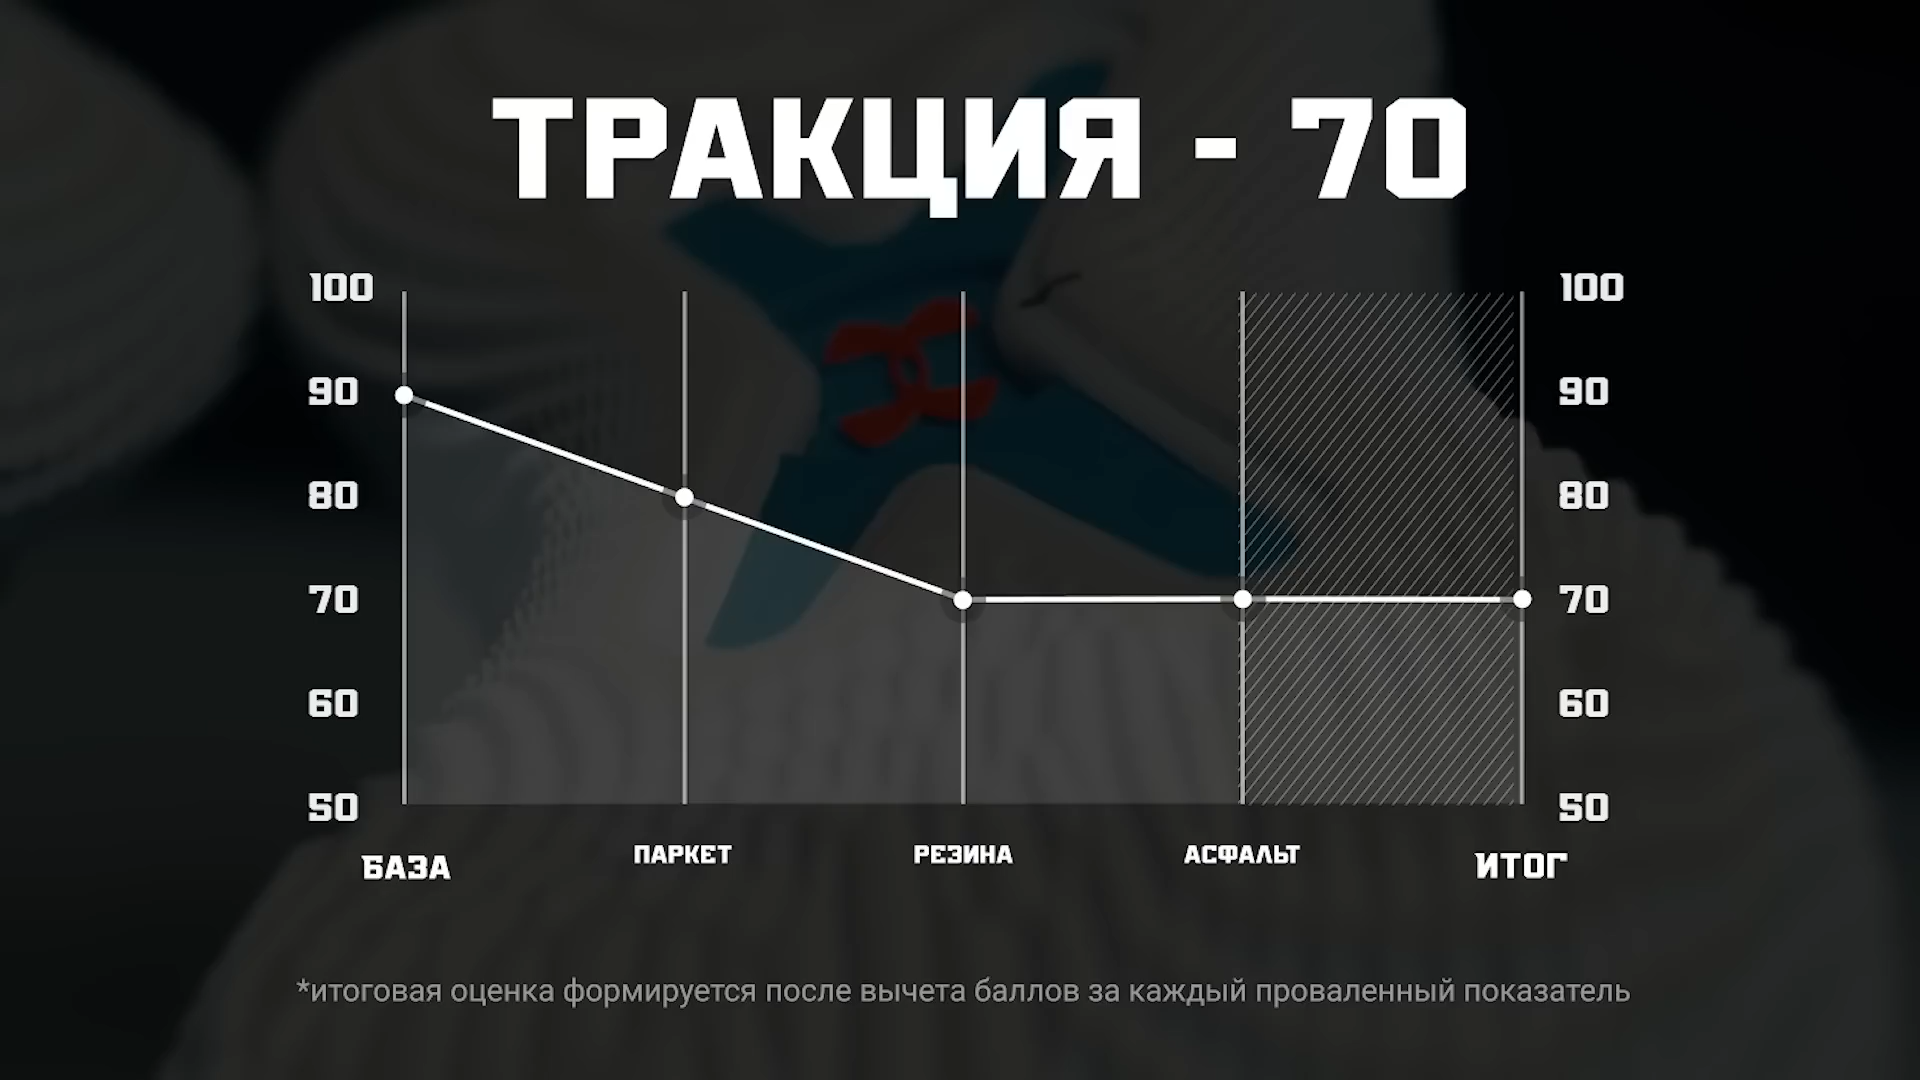 ТРАКЦИЯ - 70
100 100
90 90
80 80
70 70
60 60
50 50
БАЗА ПАРКЕТ РЕЗИНА АСФАЛЬТ ИТОГ
*итоговая оценка формируется после вычета баллов за каждый проваленный показатель